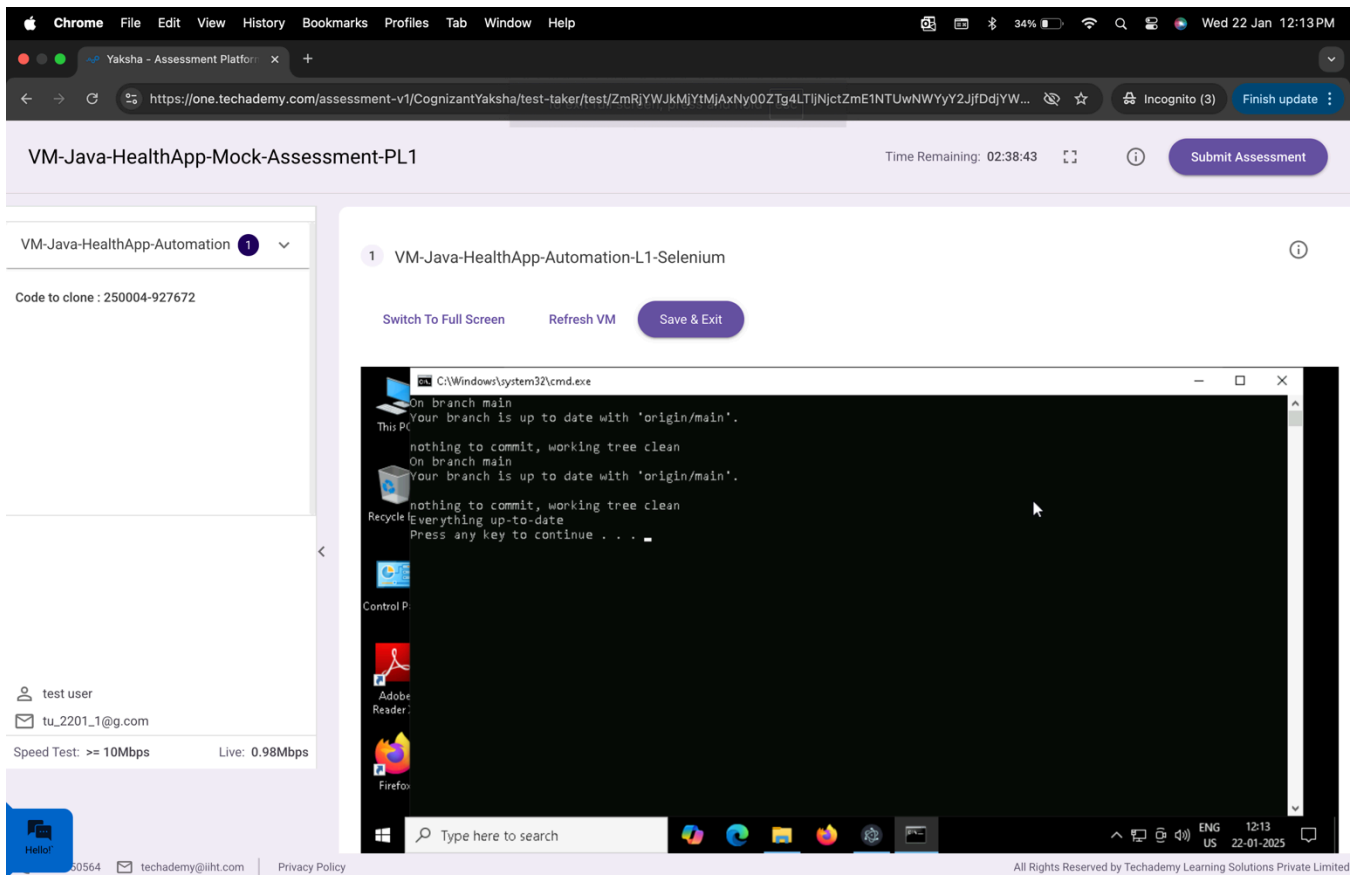 Chrome File Edit View History Bookmarks Profiles Tab Window Help 34% Wed 22 Jan 12:13 PM
Yaksha - Assessment Platform
https://one.techademy.com/assessment-v1/CognizantYaksha/test-taker/test/ZmRjYWJkMjYtMjAxNy00ZTg4LTljNjctZmE1NTUwNWYyY2JjfDdjYW... Incognito (3) Finish update
VM-Java-HealthApp-Mock-Assessment-PL1 Time Remaining: 02:38:43 Submit Assessment
VM-Java-HealthApp-Automation 1
Code to clone : 250004-927672
1 VM-Java-HealthApp-Automation-L1-Selenium
Switch To Full Screen Refresh VM Save & Exit
C:\Windows\system32\cmd.exe
On branch main
Your branch is up to date with 'origin/main'.
This PC
nothing to commit, working tree clean
On branch main
Your branch is up to date with 'origin/main'.
nothing to commit, working tree clean
Recycle
Everything up-to-date
Press any key to continue . . .
Control P
Adobe
Reader
Firefox
test user
tu_2201_1@g.com
Speed Test: >= 10Mbps Live: 0.98Mbps
Type here to search
ENG
US
12:13
22-01-2025
Hello!
50564 techademy@iiht.com Privacy Policy All Rights Reserved by Techademy Learning Solutions Private Limited